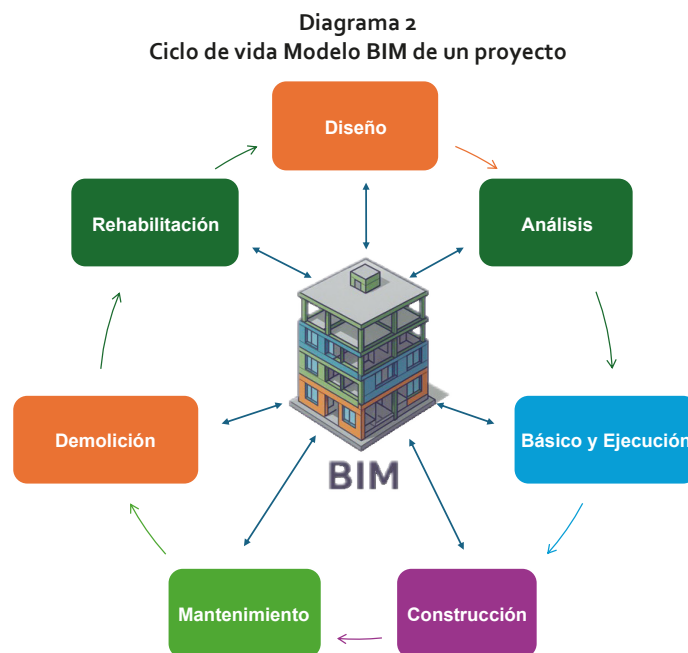 Diagrama 2
Ciclo de vida Modelo BIM de un proyecto
Diseño
Rehabilitación
Análisis
Demolición
Básico y Ejecución
BIM
Mantenimiento
Construcción